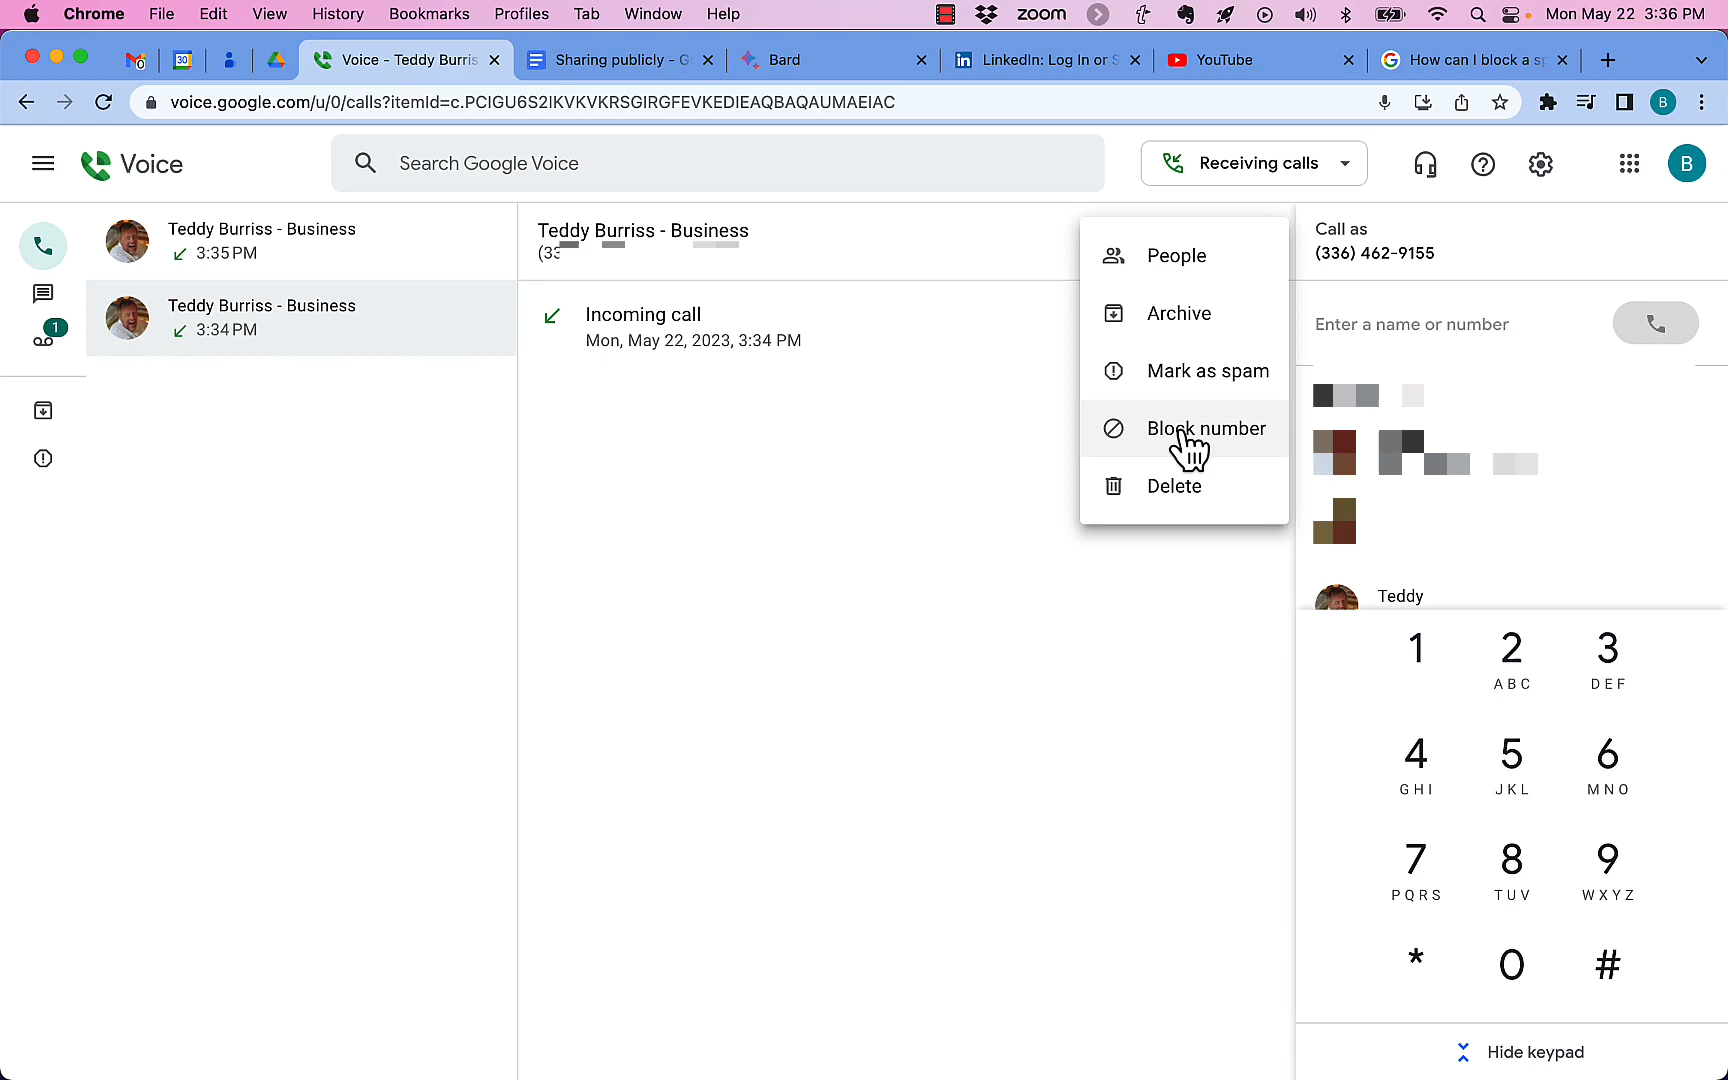 Chrome File Edit View History Bookmarks Profiles Tab Window Help zoom Mon May 22 3:36 PM
30 Voice - Teddy Burris Sharing publicly - G Bard LinkedIn: Log In or S YouTube How can I block a sp
voice.google.com/u/0/calls?itemId=c.PCIGU6S2IKVKVKRSGIRGFEVKEDIEAQBAQAUMAEIAC B
Voice Search Google Voice Receiving calls B
Teddy Burriss - Business
3:35 PM
Teddy Burriss - Business
3:34 PM
1
Teddy Burriss - Business
Incoming call
Mon, May 22, 2023, 3:34 PM
People
Archive
Mark as spam
Block number
Delete
Call as
(336) 462-9155
Enter a name or number
Teddy
1 2 3
ABC DEF
4 5 6
GHI JKL MNO
7 8 9
PQRS TUV WXYZ
* 0 #
Hide keypad